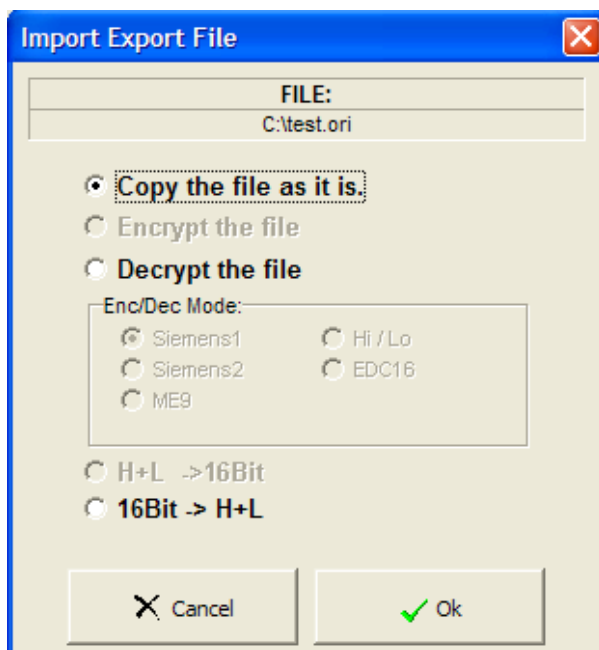 Import Export File
FILE:
C:\test.ori
Copy the file as it is.
Encrypt the file
Decrypt the file
Enc/Dec Mode:
Siemens1 Hi / Lo
Siemens2 EDC16
ME9
H+L ->16Bit
16Bit -> H+L
Cancel Ok